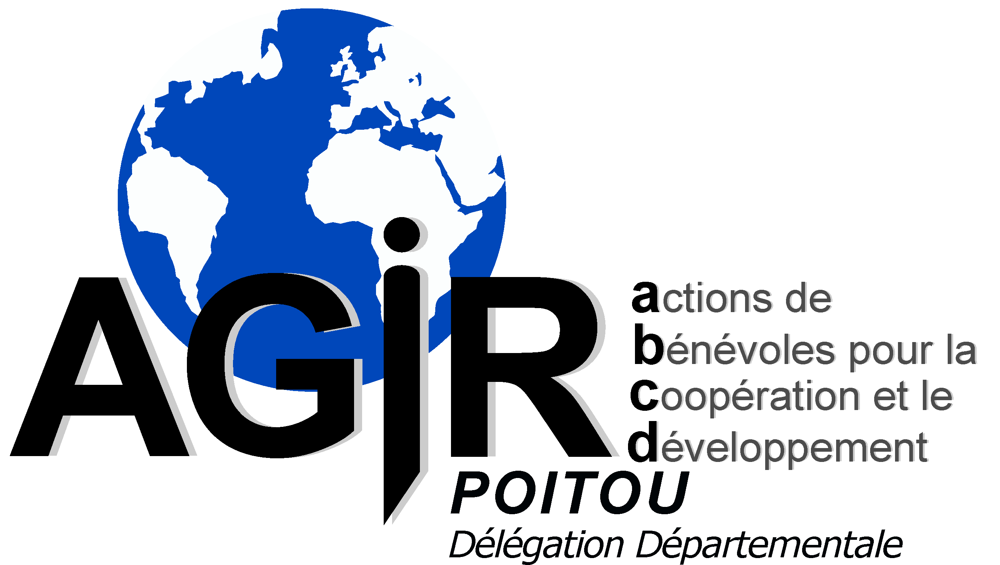 AGiR
actions de
bénévoles pour la
coopération et le
développement
POITOU
Délégation Départementale